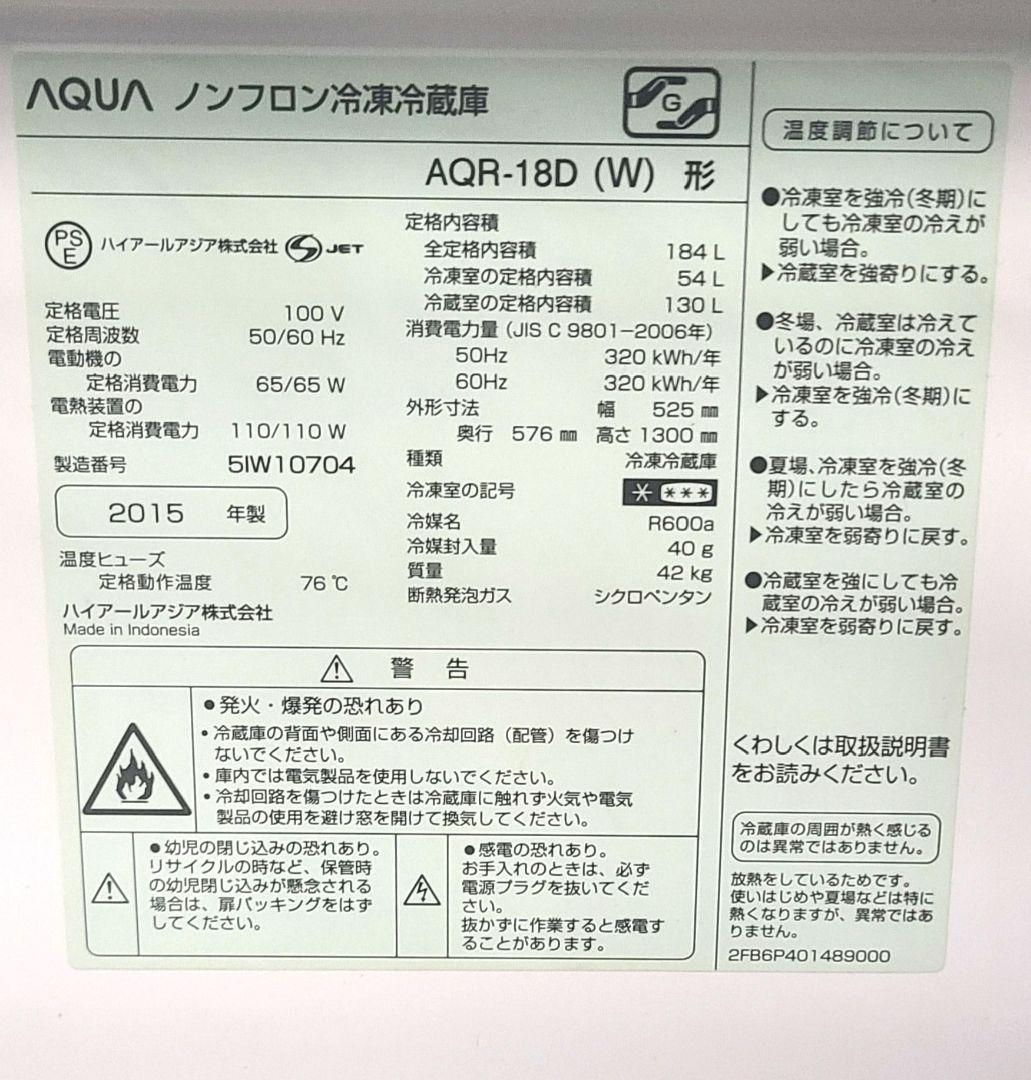 AQUA ノンフロン冷凍冷蔵庫
G
AQR-18D (W) 形
PS
E
ハイアールアジア株式会社 JET
定格電圧 100 V
定格周波数 50/60 Hz
電動機の
定格消費電力 65/65 W
電熱装置の
定格消費電力 110/110 W
製造番号 5IW10704
2015 年製
温度ヒューズ
定格動作温度 76 ℃
ハイアールアジア株式会社
Made in Indonesia
定格内容積
全定格内容積 184 L
冷凍室の定格内容積 54 L
冷蔵室の定格内容積 130 L
消費電力量 (JIS C 9801−2006年)
50Hz 320 kWh/年
60Hz 320 kWh/年
外形寸法 幅 525 ㎜
奥行 576 ㎜ 高さ 1300 ㎜
種類 冷凍冷蔵庫
冷凍室の記号 * ***
冷媒名 R600a
冷媒封入量 40 g
質量 42 kg
断熱発泡ガス シクロペンタン
⚠ 警告
●発火・爆発の恐れあり
・冷蔵庫の背面や側面にある冷却回路（配管）を傷つけ
ないでください。
・庫内では電気製品を使用しないでください。
・冷却回路を傷つけたときは冷蔵庫に触れず火気や電気
製品の使用を避け窓を開けて換気してください。
●幼児の閉じ込みの恐れあり。
リサイクルの時など、保管時
の幼児閉じ込みが懸念される
場合は、扉パッキングをはず
してください。
●感電の恐れあり。
お手入れのときは、必ず
電源プラグを抜いてくだ
さい。
抜かずに作業すると感電す
ることがあります。
温度調節について
●冷凍室を強冷(冬期)に
しても冷凍室の冷えが
弱い場合。
▶冷蔵室を強寄りにする。
●冬場、冷蔵室は冷えて
いるのに冷凍室の冷え
が弱い場合。
▶冷凍室を強冷(冬期)に
する。
●夏場、冷凍室を強冷(冬
期)にしたら冷蔵室の
冷えが弱い場合。
▶冷凍室を弱寄りに戻す。
●冷蔵室を強にしても冷
蔵室の冷えが弱い場合。
▶冷凍室を弱寄りに戻す。
くわしくは取扱説明書
をお読みください。
冷蔵庫の周囲が熱く感じる
のは異常ではありません。
放熱をしているためです。
使いはじめや夏場などは特に
熱くなりますが、異常ではあ
りません。
2FB6P401489000